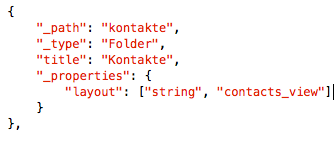 {
"_path": "kontakte",
"_type": "Folder",
"title": "Kontakte",
"_properties": {
"layout": ["string", "contacts_view"]
}
},